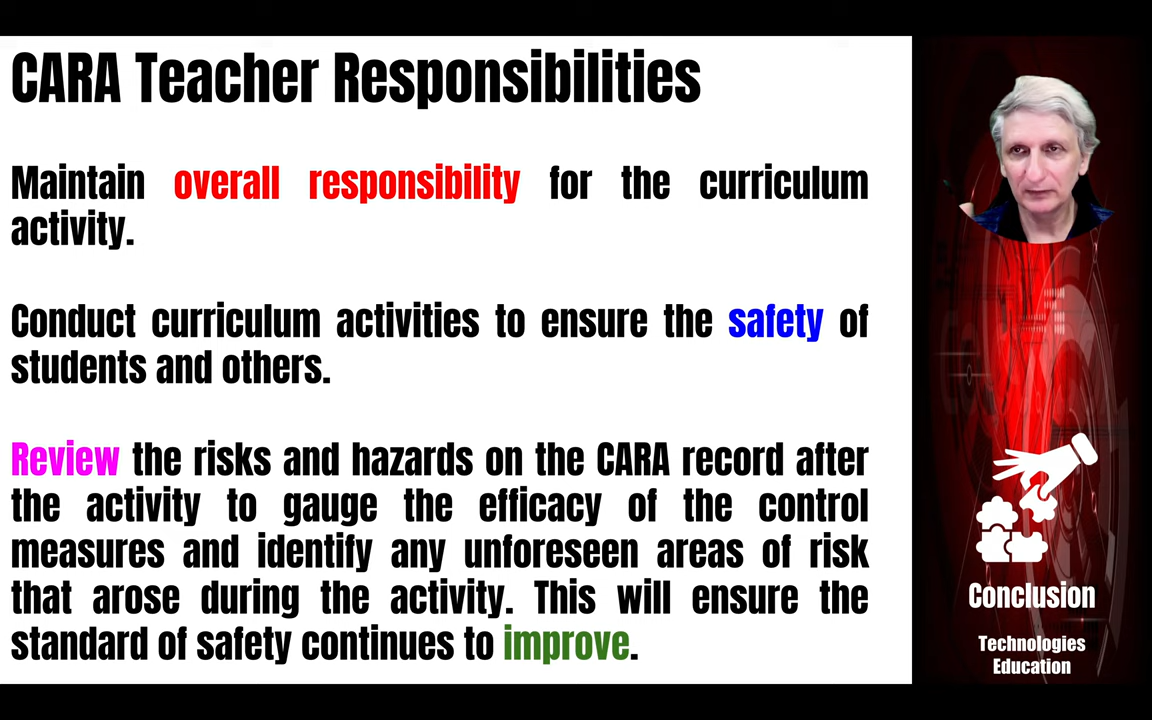 CARA Teacher Responsibilities
Maintain overall responsibility for the curriculum
activity.
Conduct curriculum activities to ensure the safety of
students and others.
Review the risks and hazards on the CARA record after
the activity to gauge the efficacy of the control
measures and identify any unforeseen areas of risk
that arose during the activity. This will ensure the
standard of safety continues to improve.
Conclusion
Technologies
Education